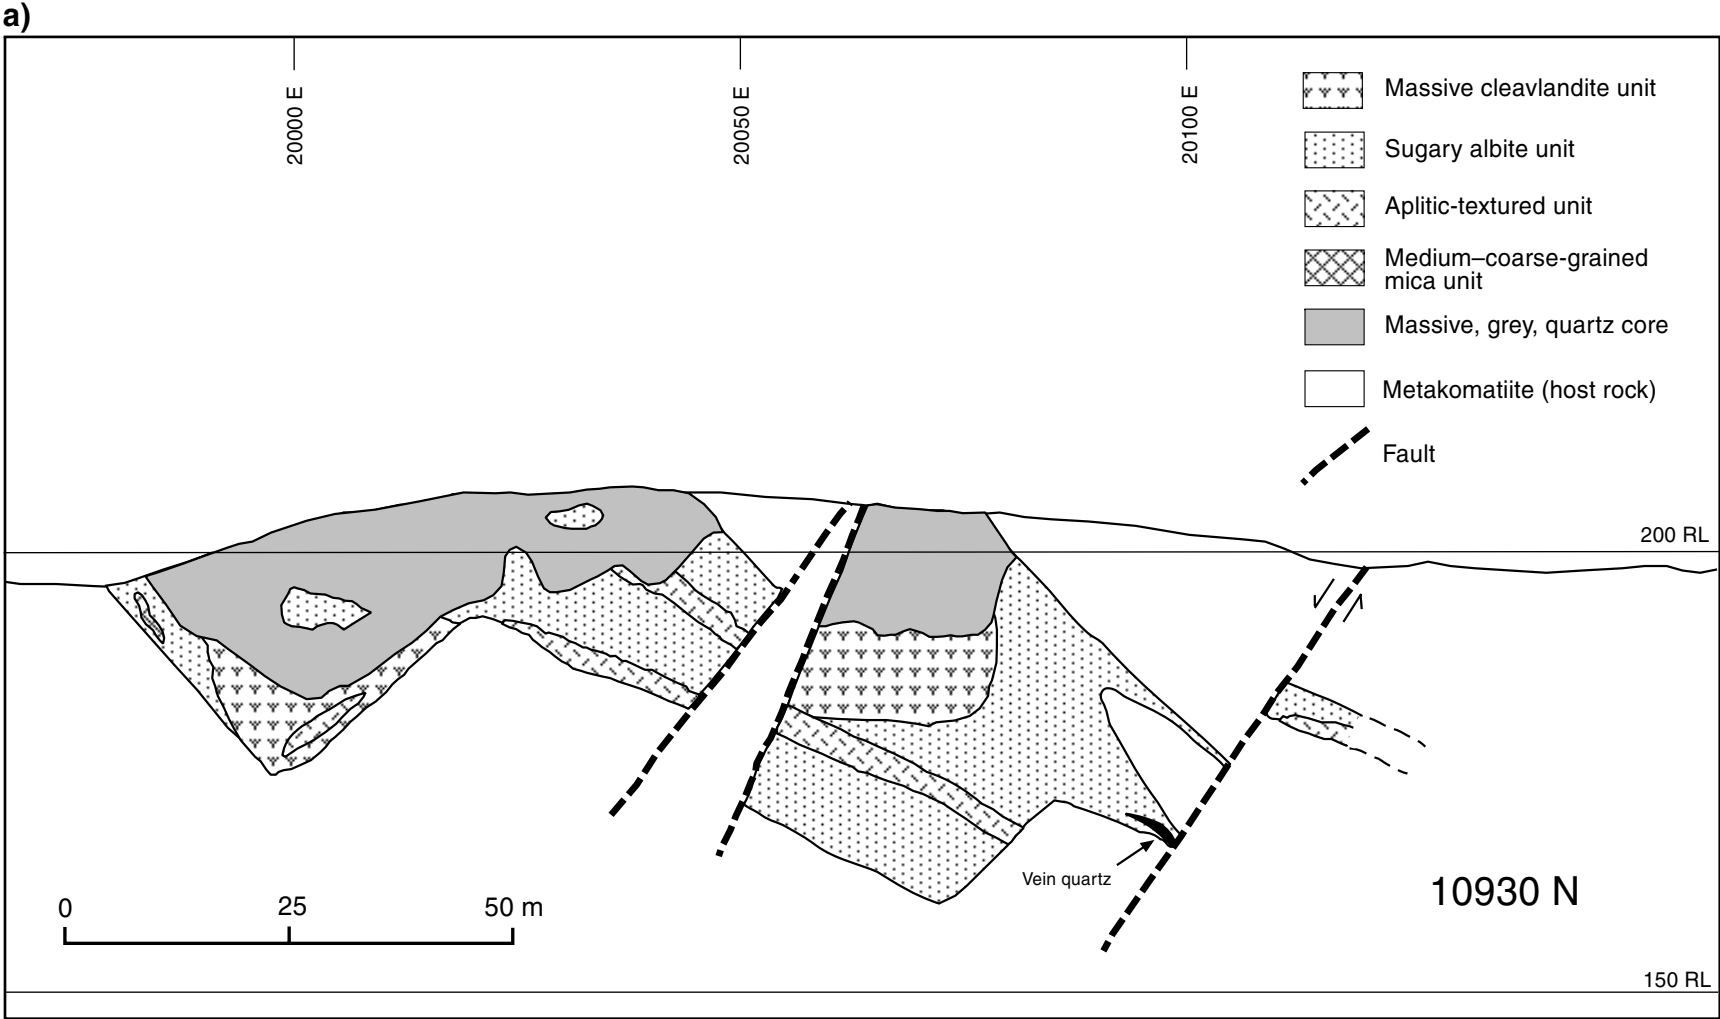 a)
20000 E
20050 E
20100 E
Massive cleavlandite unit
Sugary albite unit
Aplitic-textured unit
Medium–coarse-grained
mica unit
Massive, grey, quartz core
Metakomatiite (host rock)
Fault
200 RL
Vein quartz
10930 N
0 25 50 m
150 RL